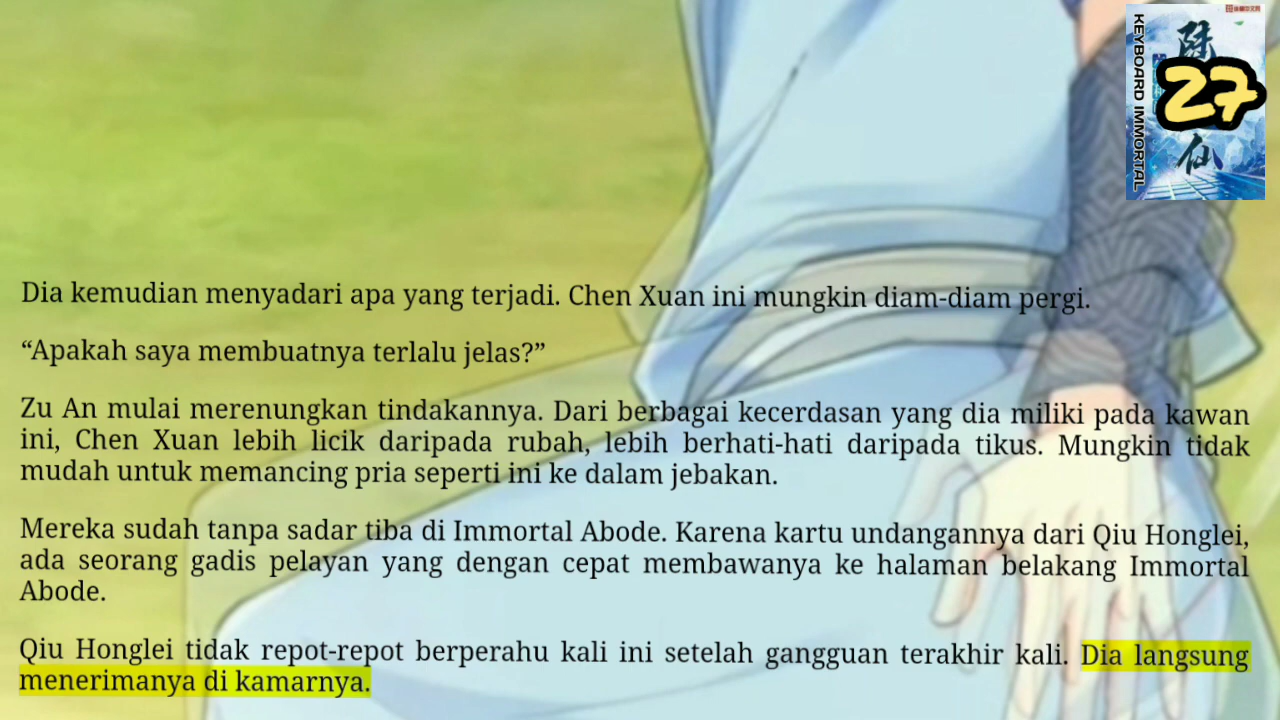 KEYBOARD IMMORTAL
27
仙
Dia kemudian menyadari apa yang terjadi. Chen Xuan ini mungkin diam-diam pergi.
“Apakah saya membuatnya terlalu jelas?”
Zu An mulai merenungkan tindakannya. Dari berbagai kecerdasan yang dia miliki pada kawan
ini, Chen Xuan lebih licik daripada rubah, lebih berhati-hati daripada tikus. Mungkin tidak
mudah untuk memancing pria seperti ini ke dalam jebakan.
Mereka sudah tanpa sadar tiba di Immortal Abode. Karena kartu undangannya dari Qiu Honglei,
ada seorang gadis pelayan yang dengan cepat membawanya ke halaman belakang Immortal
Abode.
Qiu Honglei tidak repot-repot berperahu kali ini setelah gangguan terakhir kali. Dia langsung
menerimanya di kamarnya.